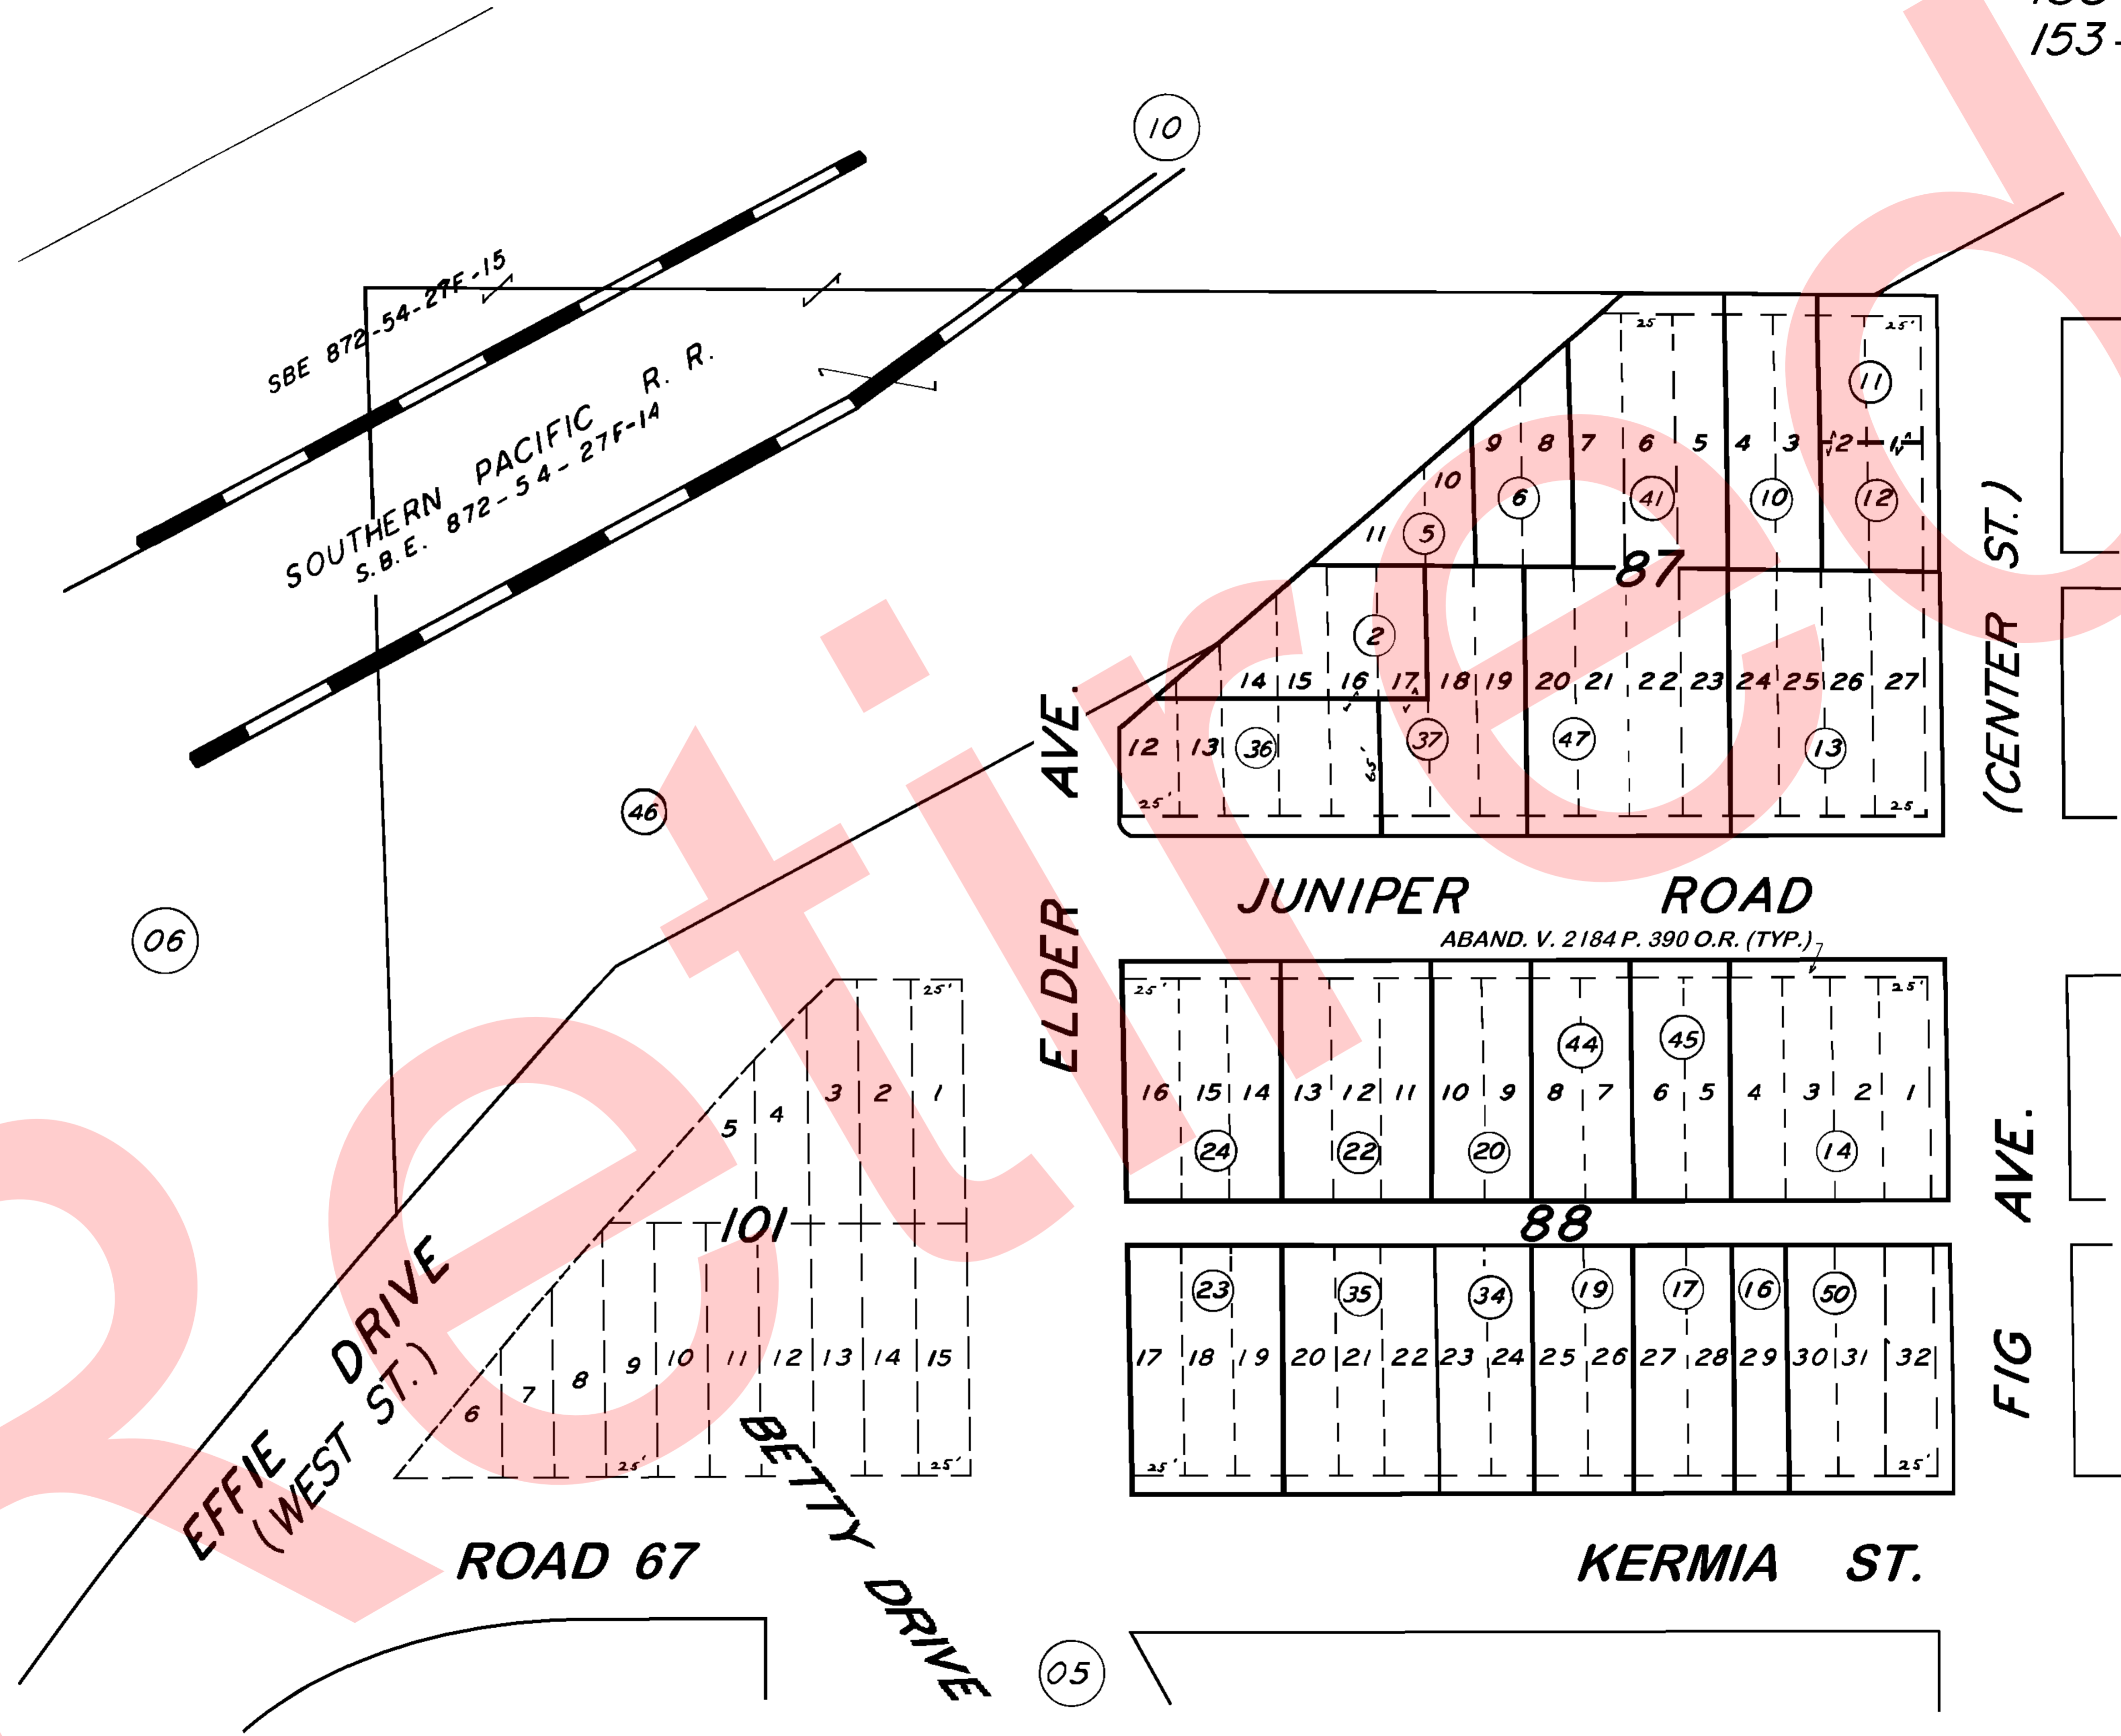 153-
10
SBE 872-54-27F-15
SOUTHERN PACIFIC R. R.
S.B.E. 872-54-27F-14
25' 25'
11
9 8 7 6 5 4 3 2 1
10
11 5 6 41 10 12
87
2
14 15 16 17 18 19 20 21 22 23 24 25 26 27
12 13 36 37 47 13
65'
25' 25
46
06
ELDER AVE.
(CENTER ST.)
JUNIPER ROAD
ABAND. V. 2184 P. 390 O.R. (TYP.)
25' 25'
44 45
16 15 14 13 12 11 10 9 8 7 6 5 4 3 2 1
24 22 20 14
88
23 35 34 19 17 16 50
17 18 19 20 21 22 23 24 25 26 27 28 29 30 31 32
25' 25'
FIG AVE.
25'
5 4 3 2 1
101
6 7 8 9 10 11 12 13 14 15
25' 25'
EFFIE DRIVE
(WEST ST.)
BETTY DRIVE
ROAD 67
KERMIA ST.
05
Retired